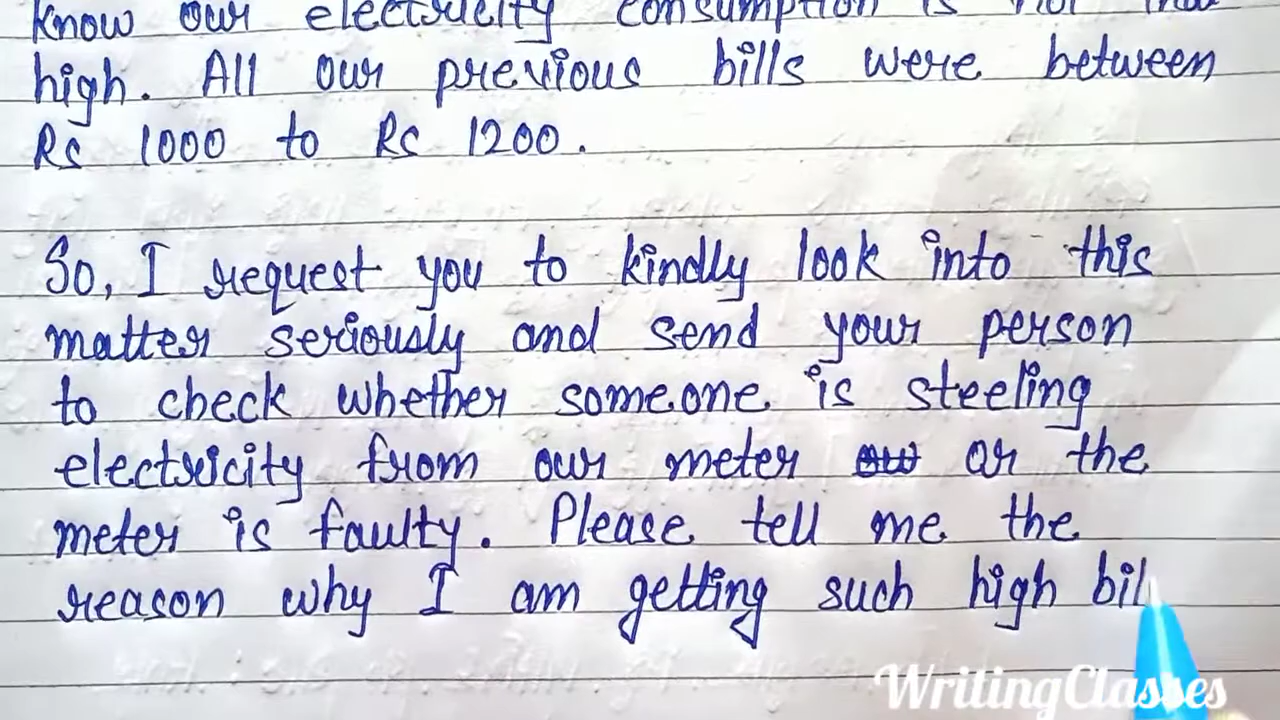 know our electricity consumption is not that
high. All our previous bills were between
Rs 1000 to Rs 1200.
So, I request you to kindly look into this
matter seriously and send your person
to check whether someone is steeling
electricity from our meter or the
meter is faulty. Please tell me the
reason why I am getting such high bil
WritingClasses